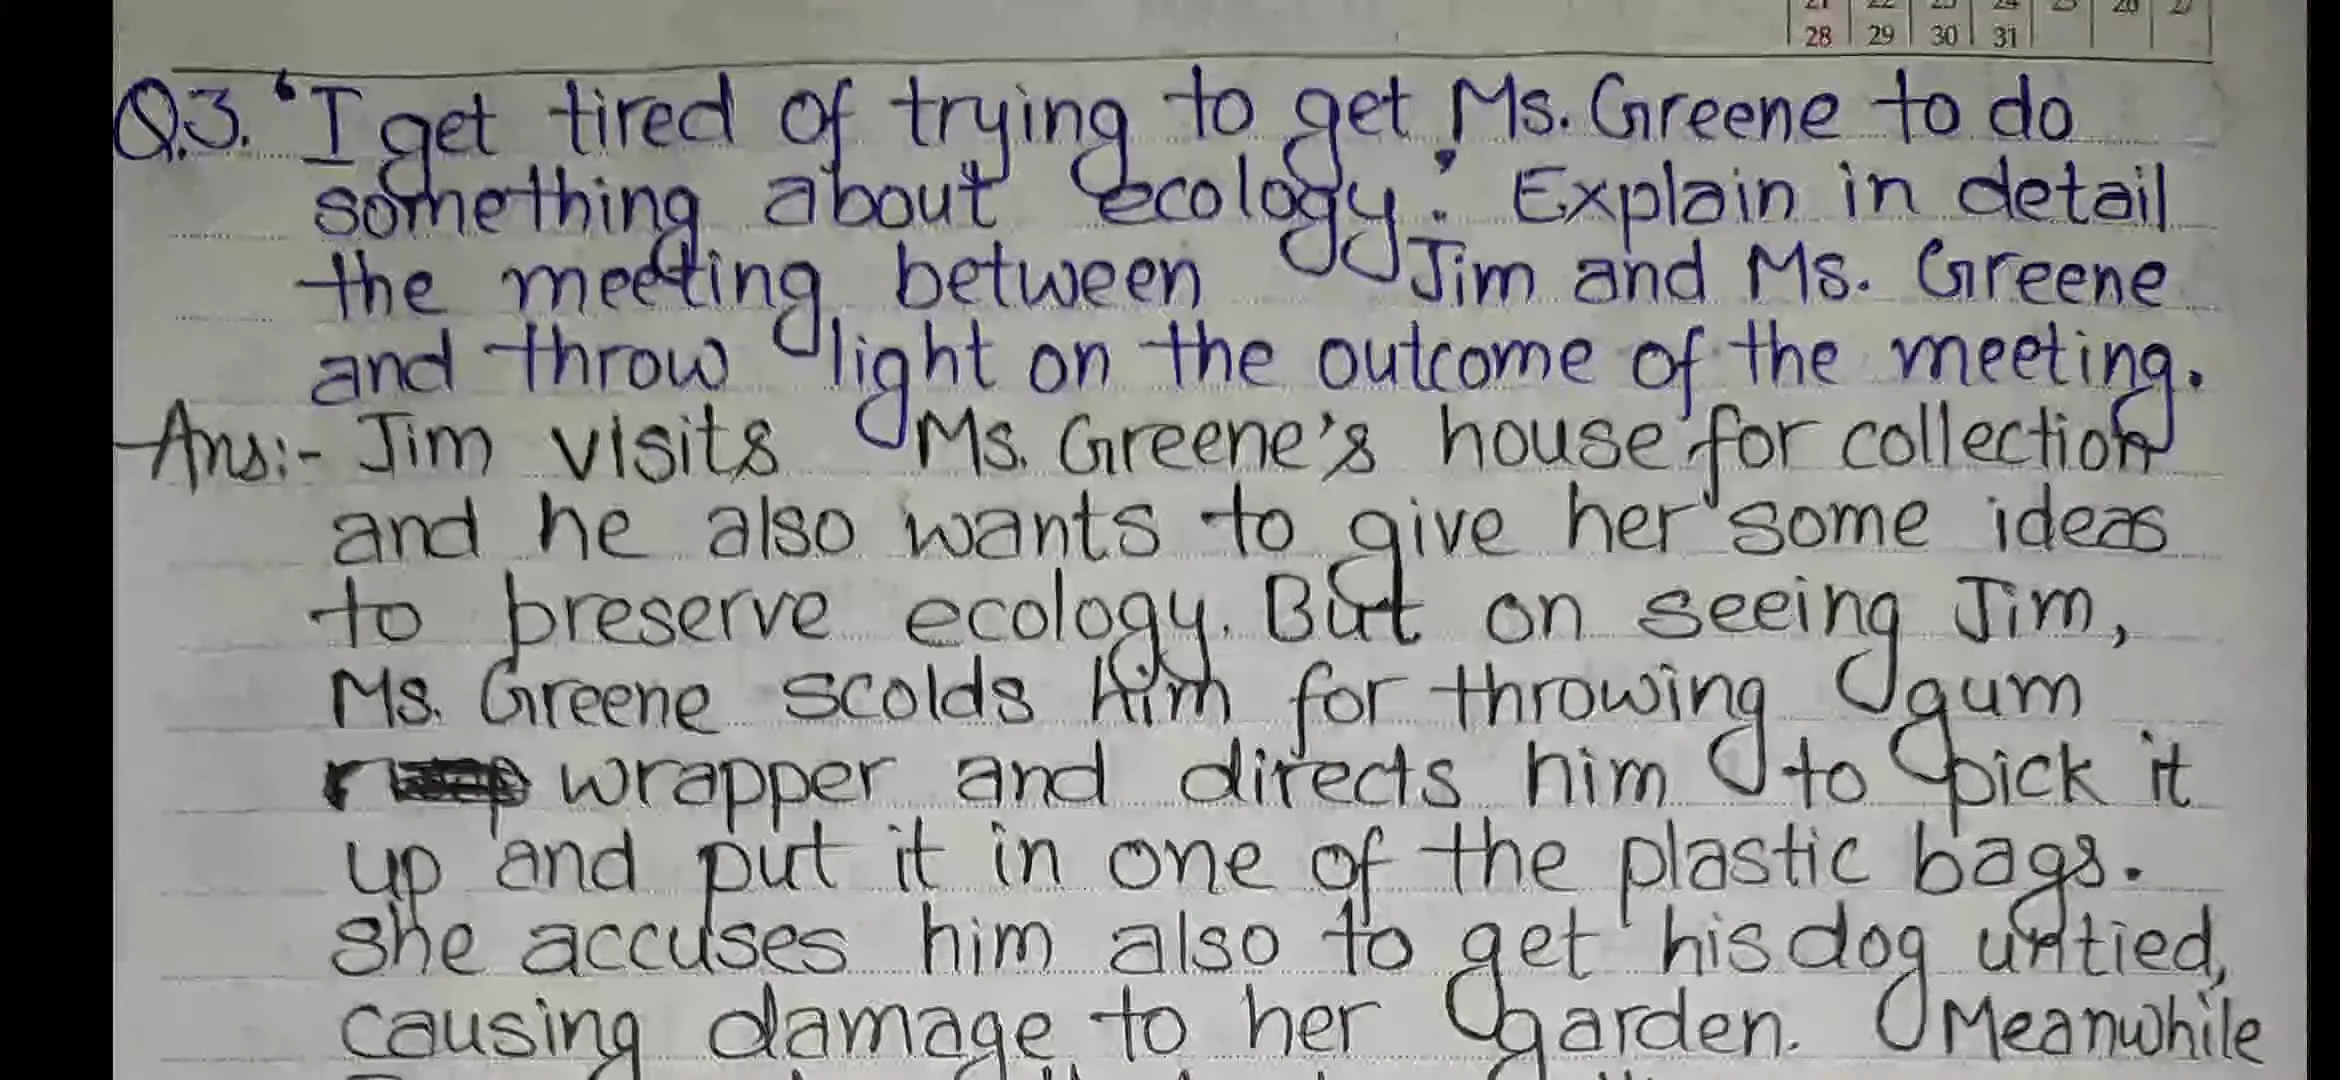 28 29 30 31
Q.3. 'I get tired of trying to get Ms. Greene to do
something about ecology.' Explain in detail
the meeting between Jim and Ms. Greene
and throw light on the outcome of the meeting.
Ans:- Jim visits Ms. Greene's house for collection
and he also wants to give her some ideas
to preserve ecology. But on seeing Jim,
Ms. Greene scolds him for throwing gum
wrapper and directs him to pick it
up and put it in one of the plastic bags.
She accuses him also to get his dog untied,
causing damage to her garden. Meanwhile